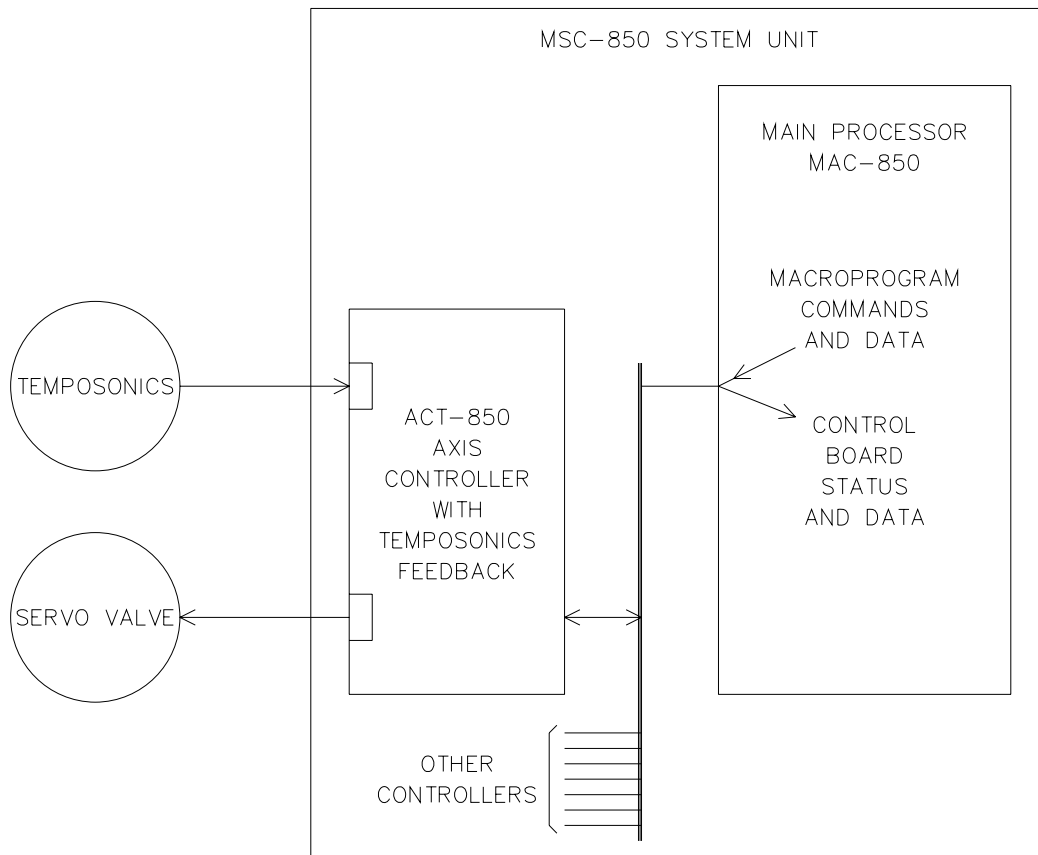 MSC-850 SYSTEM UNIT
MAIN PROCESSOR
MAC-850
MACROPROGRAM
COMMANDS
AND DATA
TEMPOSONICS
ACT-850
AXIS
CONTROLLER
WITH
TEMPOSONICS
FEEDBACK
CONTROL
BOARD
STATUS
AND DATA
SERVO VALVE
OTHER
CONTROLLERS